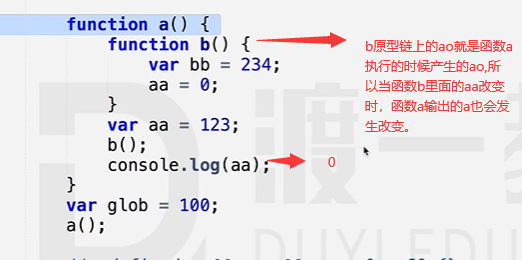 function a() {
function b() {
var bb = 234;
aa = 0;
}
var aa = 123;
b();
console.log(aa);
}
var glob = 100;
a();
b原型链上的ao就是函数a
执行的时候产生的ao,所
以当函数b里面的aa改变
时，函数a输出的a也会发
生改变。
0
渡一教
DUYI EDU